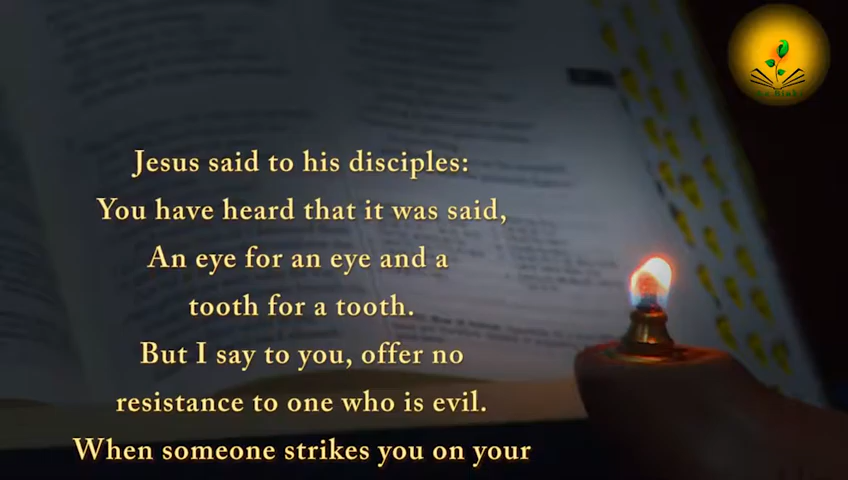 Jesus said to his disciples:
You have heard that it was said,
An eye for an eye and a
tooth for a tooth.
But I say to you, offer no
resistance to one who is evil.
When someone strikes you on your